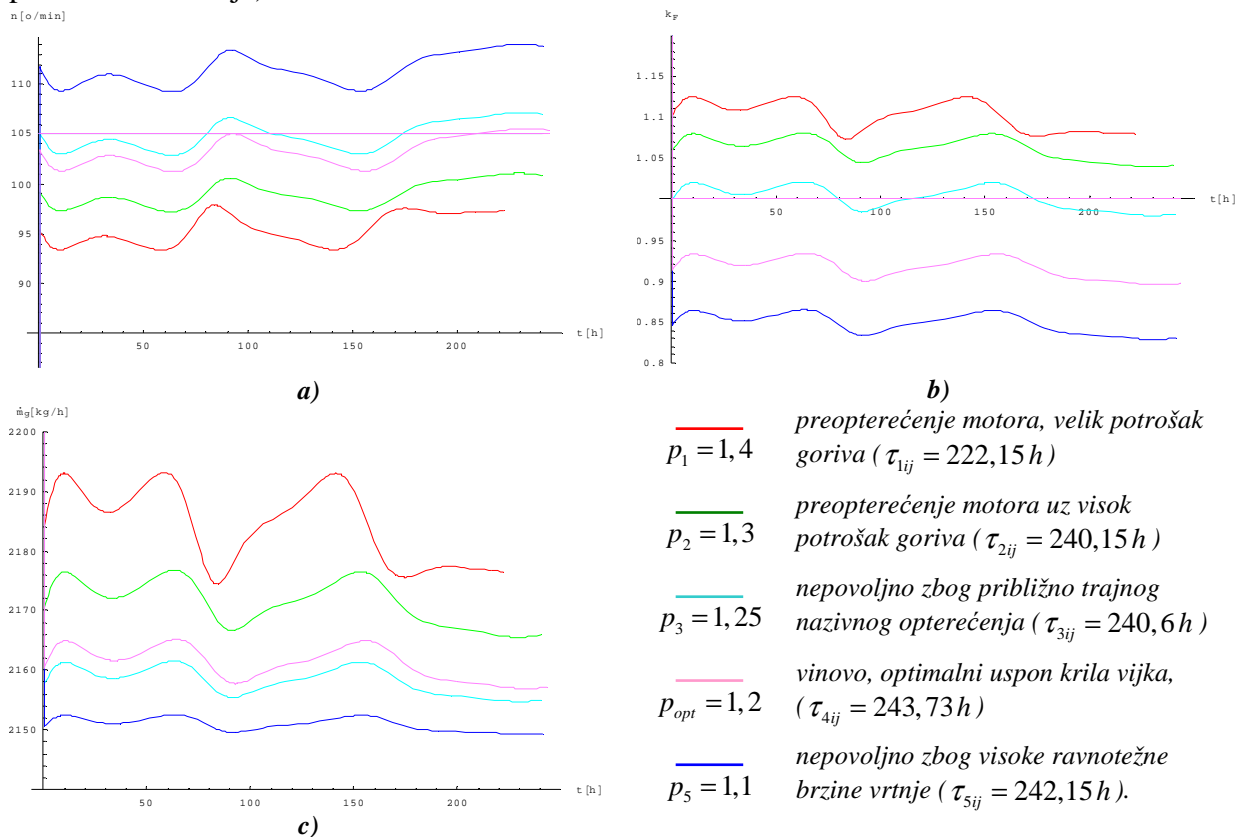 n[o/min]
110
105
100
95
90
50
100
150
200
t[h]
a)
k_F
1.15
1.1
1.05
0.95
0.9
0.85
0.8
50
100
150
200
t[h]
b)
ṁg[kg/h]
2200
2190
2180
2170
2160
2150
50
100
150
200
t[h]
c)
p₁ = 1,4 preopterećenje motora, velik potrošak
goriva ( τ₁ᵢⱼ = 222,15 h )
p₂ = 1,3 preopterećenje motora uz visok
potrošak goriva ( τ₂ᵢⱼ = 240,15 h )
p₃ = 1,25 nepovoljno zbog približno trajnog
nazivnog opterećenja ( τ₃ᵢⱼ = 240,6 h )
p_opt = 1,2 vinovo, optimalni uspon krila vijka,
( τ₄ᵢⱼ = 243,73 h )
p₅ = 1,1 nepovoljno zbog visoke ravnotežne
brzine vrtnje ( τ₅ᵢⱼ = 242,15 h ).